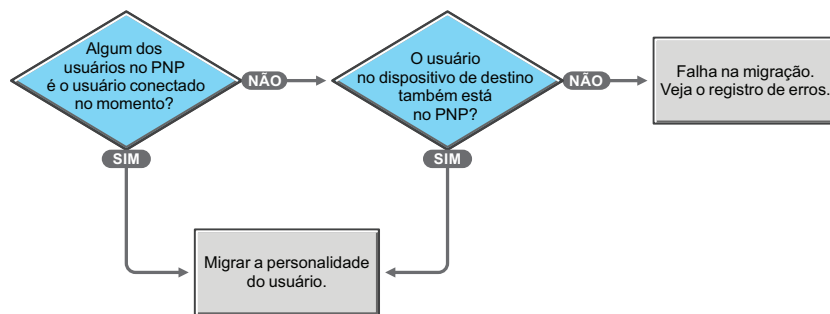 Algum dos
usuários no PNP
é o usuário conectado
no momento?
NÃO
SIM
O usuário
no dispositivo de destino
também está
no PNP?
NÃO
SIM
Falha na migração.
Veja o registro de erros.
Migrar a personalidade
do usuário.